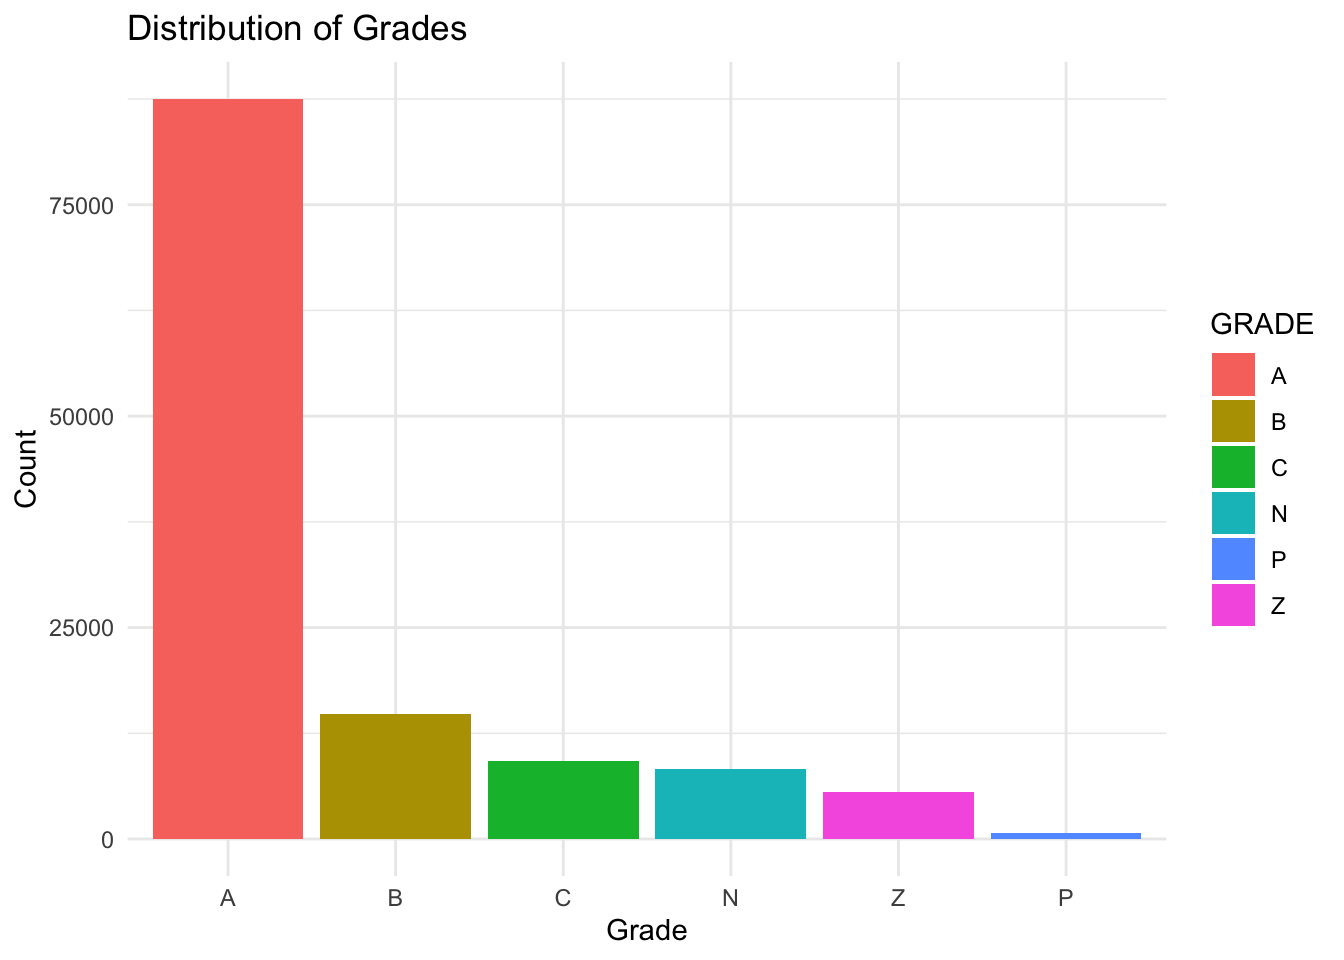 Distribution of Grades
75000
50000
25000
0
Count
A B C N Z P
Grade
GRADE
A
B
C
N
P
Z